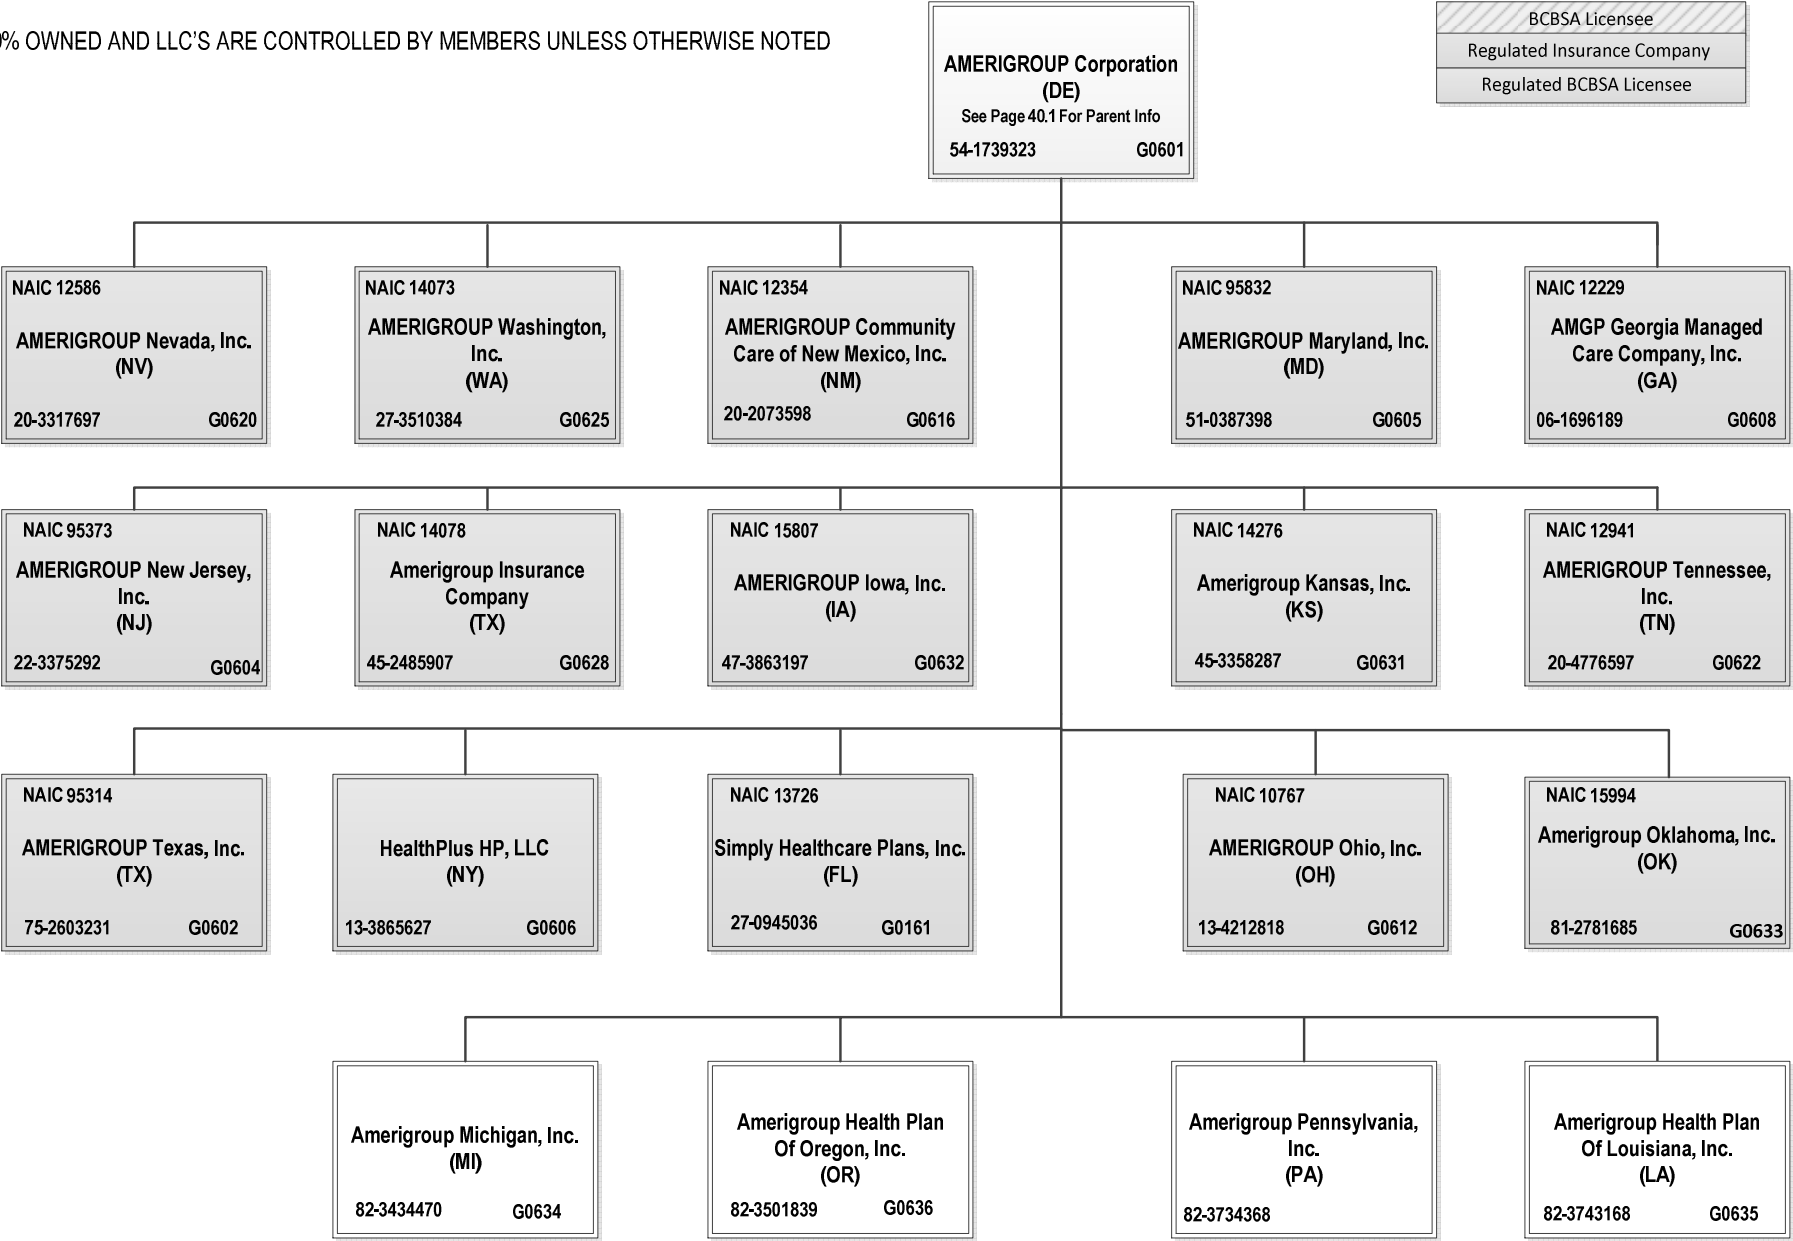 % OWNED AND LLC'S ARE CONTROLLED BY MEMBERS UNLESS OTHERWISE NOTED
AMERIGROUP Corporation
(DE)
See Page 40.1 For Parent Info
54-1739323 G0601
BCBSA Licensee
Regulated Insurance Company
Regulated BCBSA Licensee
NAIC 12586
AMERIGROUP Nevada, Inc.
(NV)
20-3317697 G0620
NAIC 14073
AMERIGROUP Washington,
Inc.
(WA)
27-3510384 G0625
NAIC 12354
AMERIGROUP Community
Care of New Mexico, Inc.
(NM)
20-2073598 G0616
NAIC 95832
AMERIGROUP Maryland, Inc.
(MD)
51-0387398 G0605
NAIC 12229
AMGP Georgia Managed
Care Company, Inc.
(GA)
06-1696189 G0608
NAIC 95373
AMERIGROUP New Jersey,
Inc.
(NJ)
22-3375292 G0604
NAIC 14078
Amerigroup Insurance
Company
(TX)
45-2485907 G0628
NAIC 15807
AMERIGROUP Iowa, Inc.
(IA)
47-3863197 G0632
NAIC 14276
Amerigroup Kansas, Inc.
(KS)
45-3358287 G0631
NAIC 12941
AMERIGROUP Tennessee,
Inc.
(TN)
20-4776597 G0622
NAIC 95314
AMERIGROUP Texas, Inc.
(TX)
75-2603231 G0602
HealthPlus HP, LLC
(NY)
13-3865627 G0606
NAIC 13726
Simply Healthcare Plans, Inc.
(FL)
27-0945036 G0161
NAIC 10767
AMERIGROUP Ohio, Inc.
(OH)
13-4212818 G0612
NAIC 15994
Amerigroup Oklahoma, Inc.
(OK)
81-2781685 G0633
Amerigroup Michigan, Inc.
(MI)
82-3434470 G0634
Amerigroup Health Plan
Of Oregon, Inc.
(OR)
82-3501839 G0636
Amerigroup Pennsylvania,
Inc.
(PA)
82-3734368
Amerigroup Health Plan
Of Louisiana, Inc.
(LA)
82-3743168 G0635